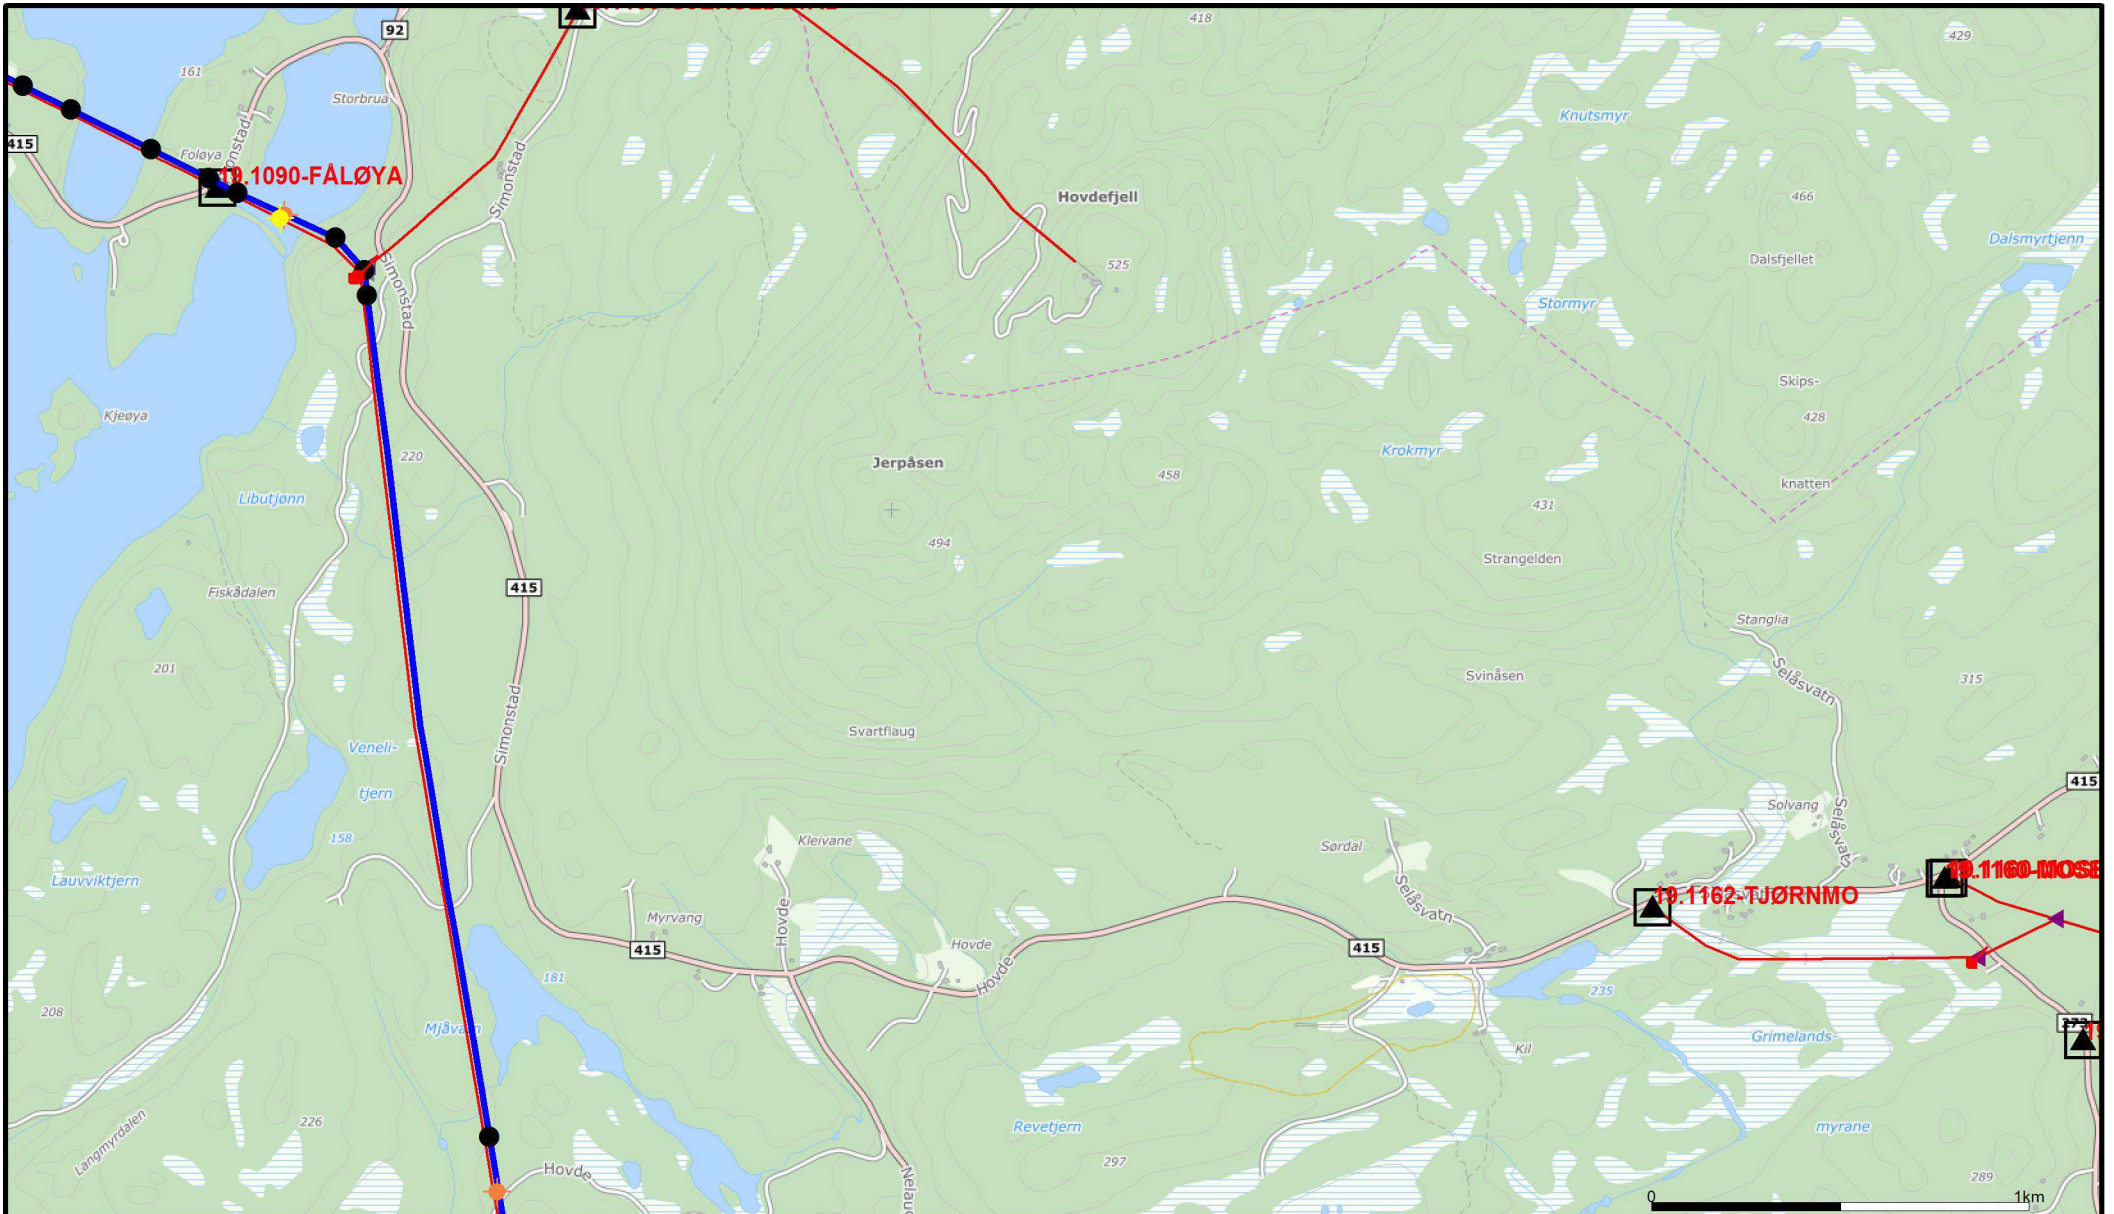 92
418
429
161
Storbrua
Knutsmyr
415
Foløya
Simonstad
19.1090-FÅLØYA
Hovdefjell
466
Dalsmyrtjenn
Dalsfjellet
525
Simonstad
Stormyr
Skips-
428
Kjeøya
Krokmyr
220
Jerpåsen
458
knatten
Libutjønn
431
494
Strangelden
415
Fiskådalen
Stanglia
201
Svinåsen
Selåsvatn
315
Simonstad
Svartflaug
Veneli-
tjern
415
Solvang
158
Kleivane
Sørdal
Selåsvatn
Lauvviktjern
19.1162-TJØRNMO
Selåsvatn
Myrvang
Hovde
Hovde
415
415
Hovde
181
235
208
Mjåvatn
Grimelands-
Kil
226
Langmyrdalen
Revetjern
myrane
297
Hovde
289
0
1km